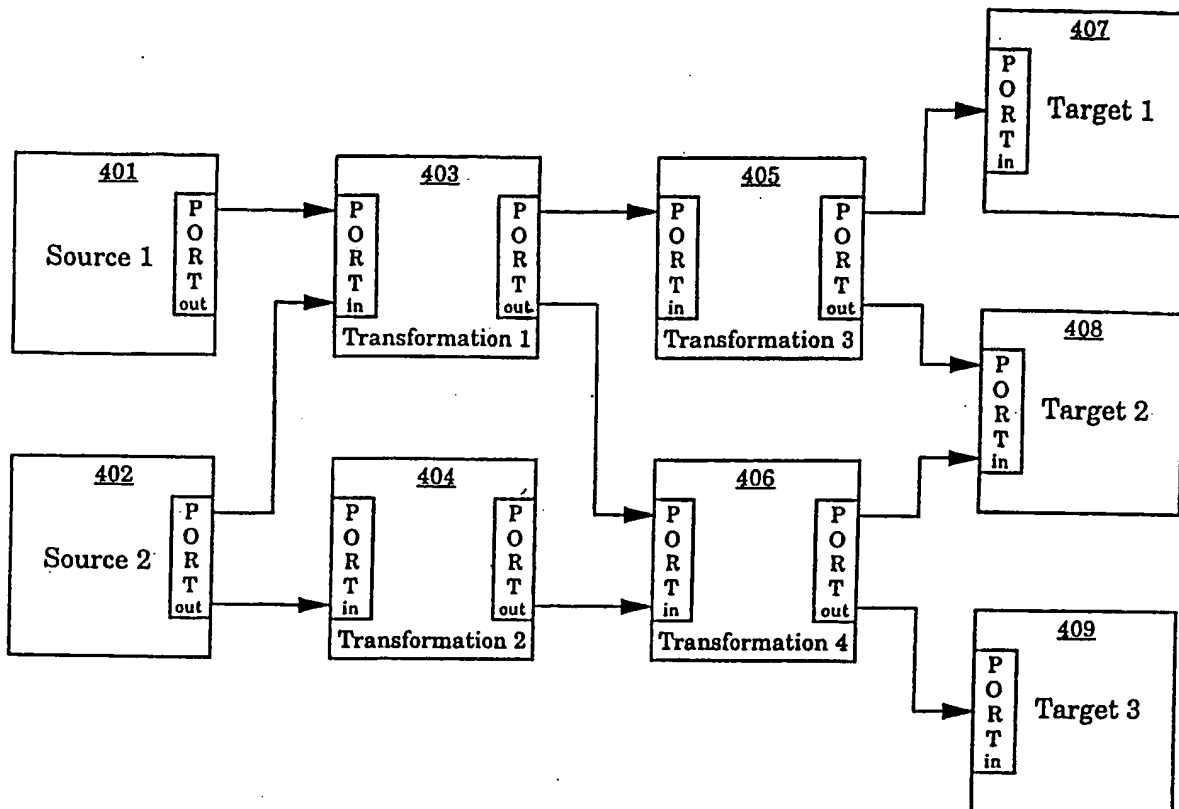 407
PORT in
Target 1
401
Source 1
PORT out
403
PORT in
PORT out
Transformation 1
405
PORT in
PORT out
Transformation 3
408
PORT in
Target 2
402
Source 2
PORT out
404
PORT in
PORT out
Transformation 2
406
PORT in
PORT out
Transformation 4
409
PORT in
Target 3